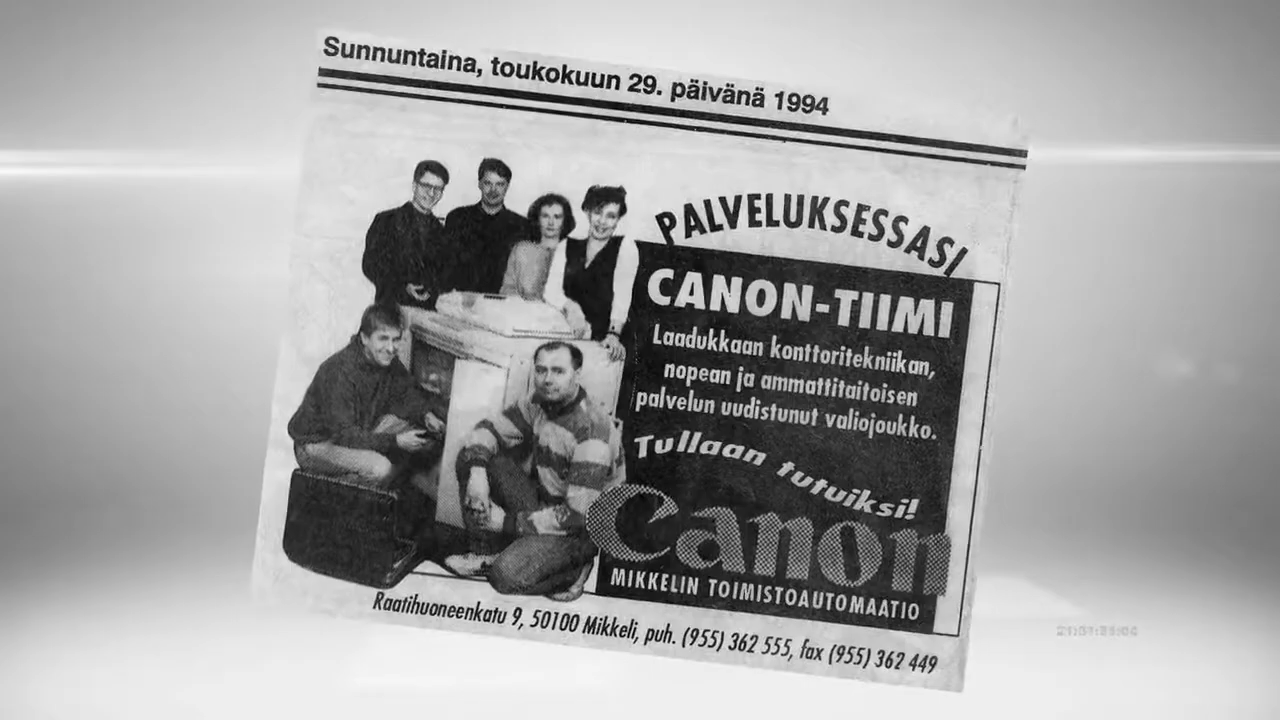 Sunnuntaina, toukokuun 29. päivänä 1994
PALVELUKSESSASI
CANON-TIIMI
Laadukkaan konttoritekniikan,
nopean ja ammattitaitoisen
palvelun uudistunut valiojoukko.
Tullaan tutuiksi!
Canon
MIKKELIN TOIMISTOAUTOMAATIO
Raatihuoneenkatu 9, 50100 Mikkeli, puh. (955) 362 555, fax (955) 362 449